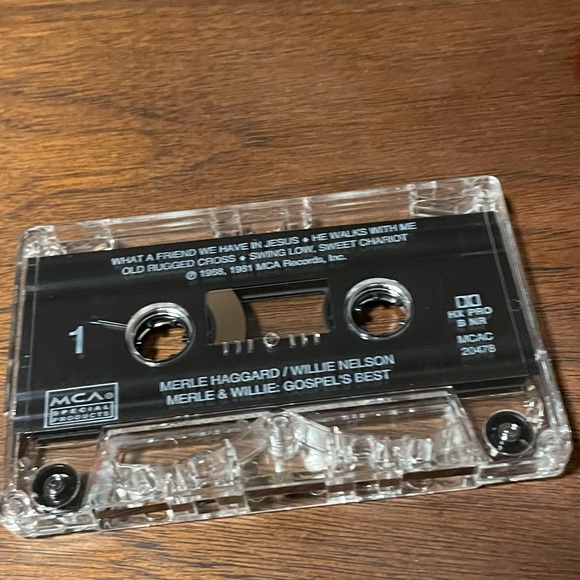 WHAT A FRIEND WE HAVE IN JESUS • HE WALKS WITH ME
OLD RUGGED CROSS • SWING LOW, SWEET CHARIOT
℗ 1968, 1981 MCA Records, Inc.
1
HX PRO
B NR
MCAC
20478
MERLE HAGGARD / WILLIE NELSON
MERLE & WILLIE: GOSPEL'S BEST
MCA®
SPECIAL
PRODUCTS